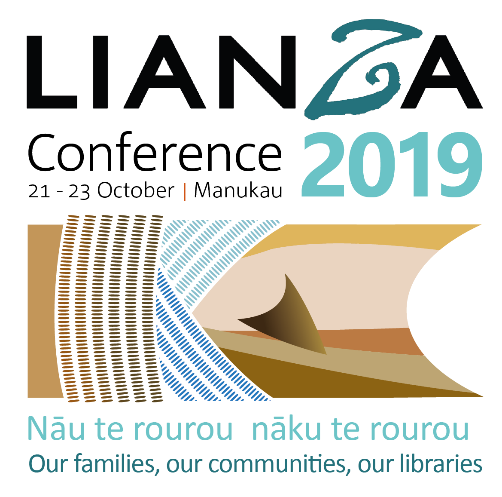 LIANZA
Conference 2019
21 - 23 October | Manukau
Nāu te rourou nāku te rourou
Our families, our communities, our libraries